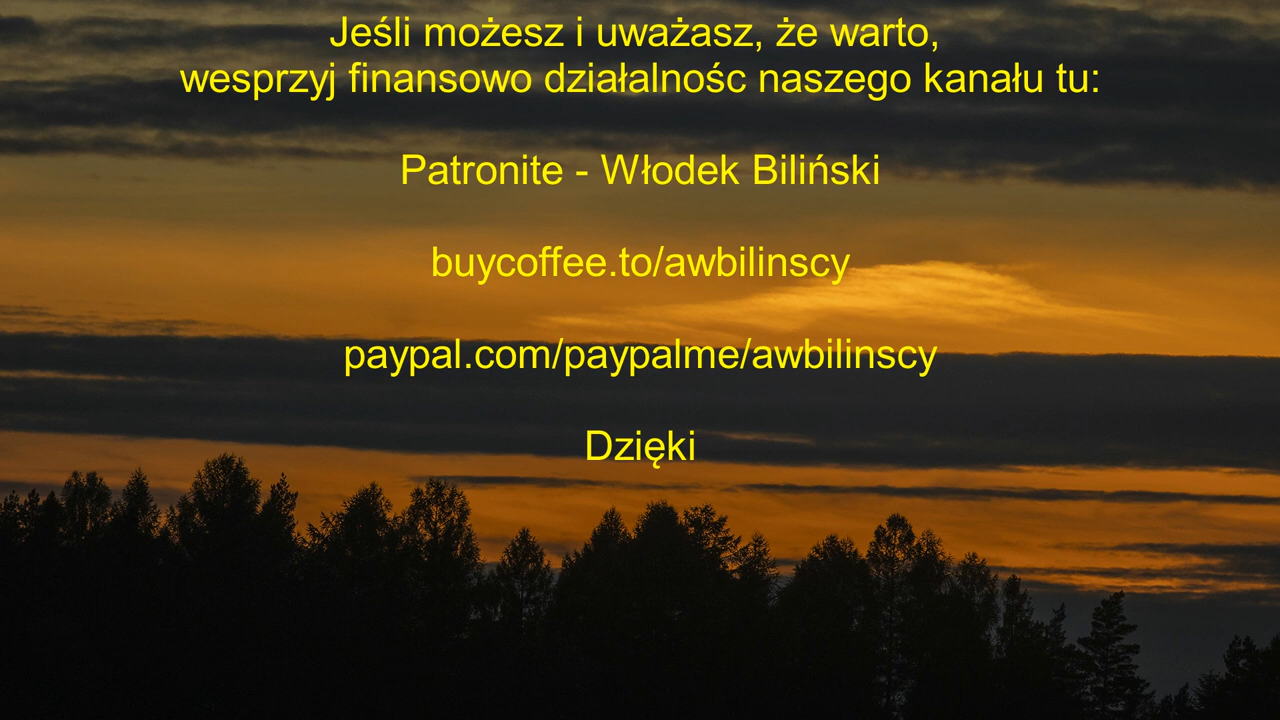 Jeśli możesz i uważasz, że warto,
wesprzyj finansowo działalnośc naszego kanału tu:
Patronite - Włodek Biliński
buycoffee.to/awbilinscy
paypal.com/paypalme/awbilinscy
Dzięki